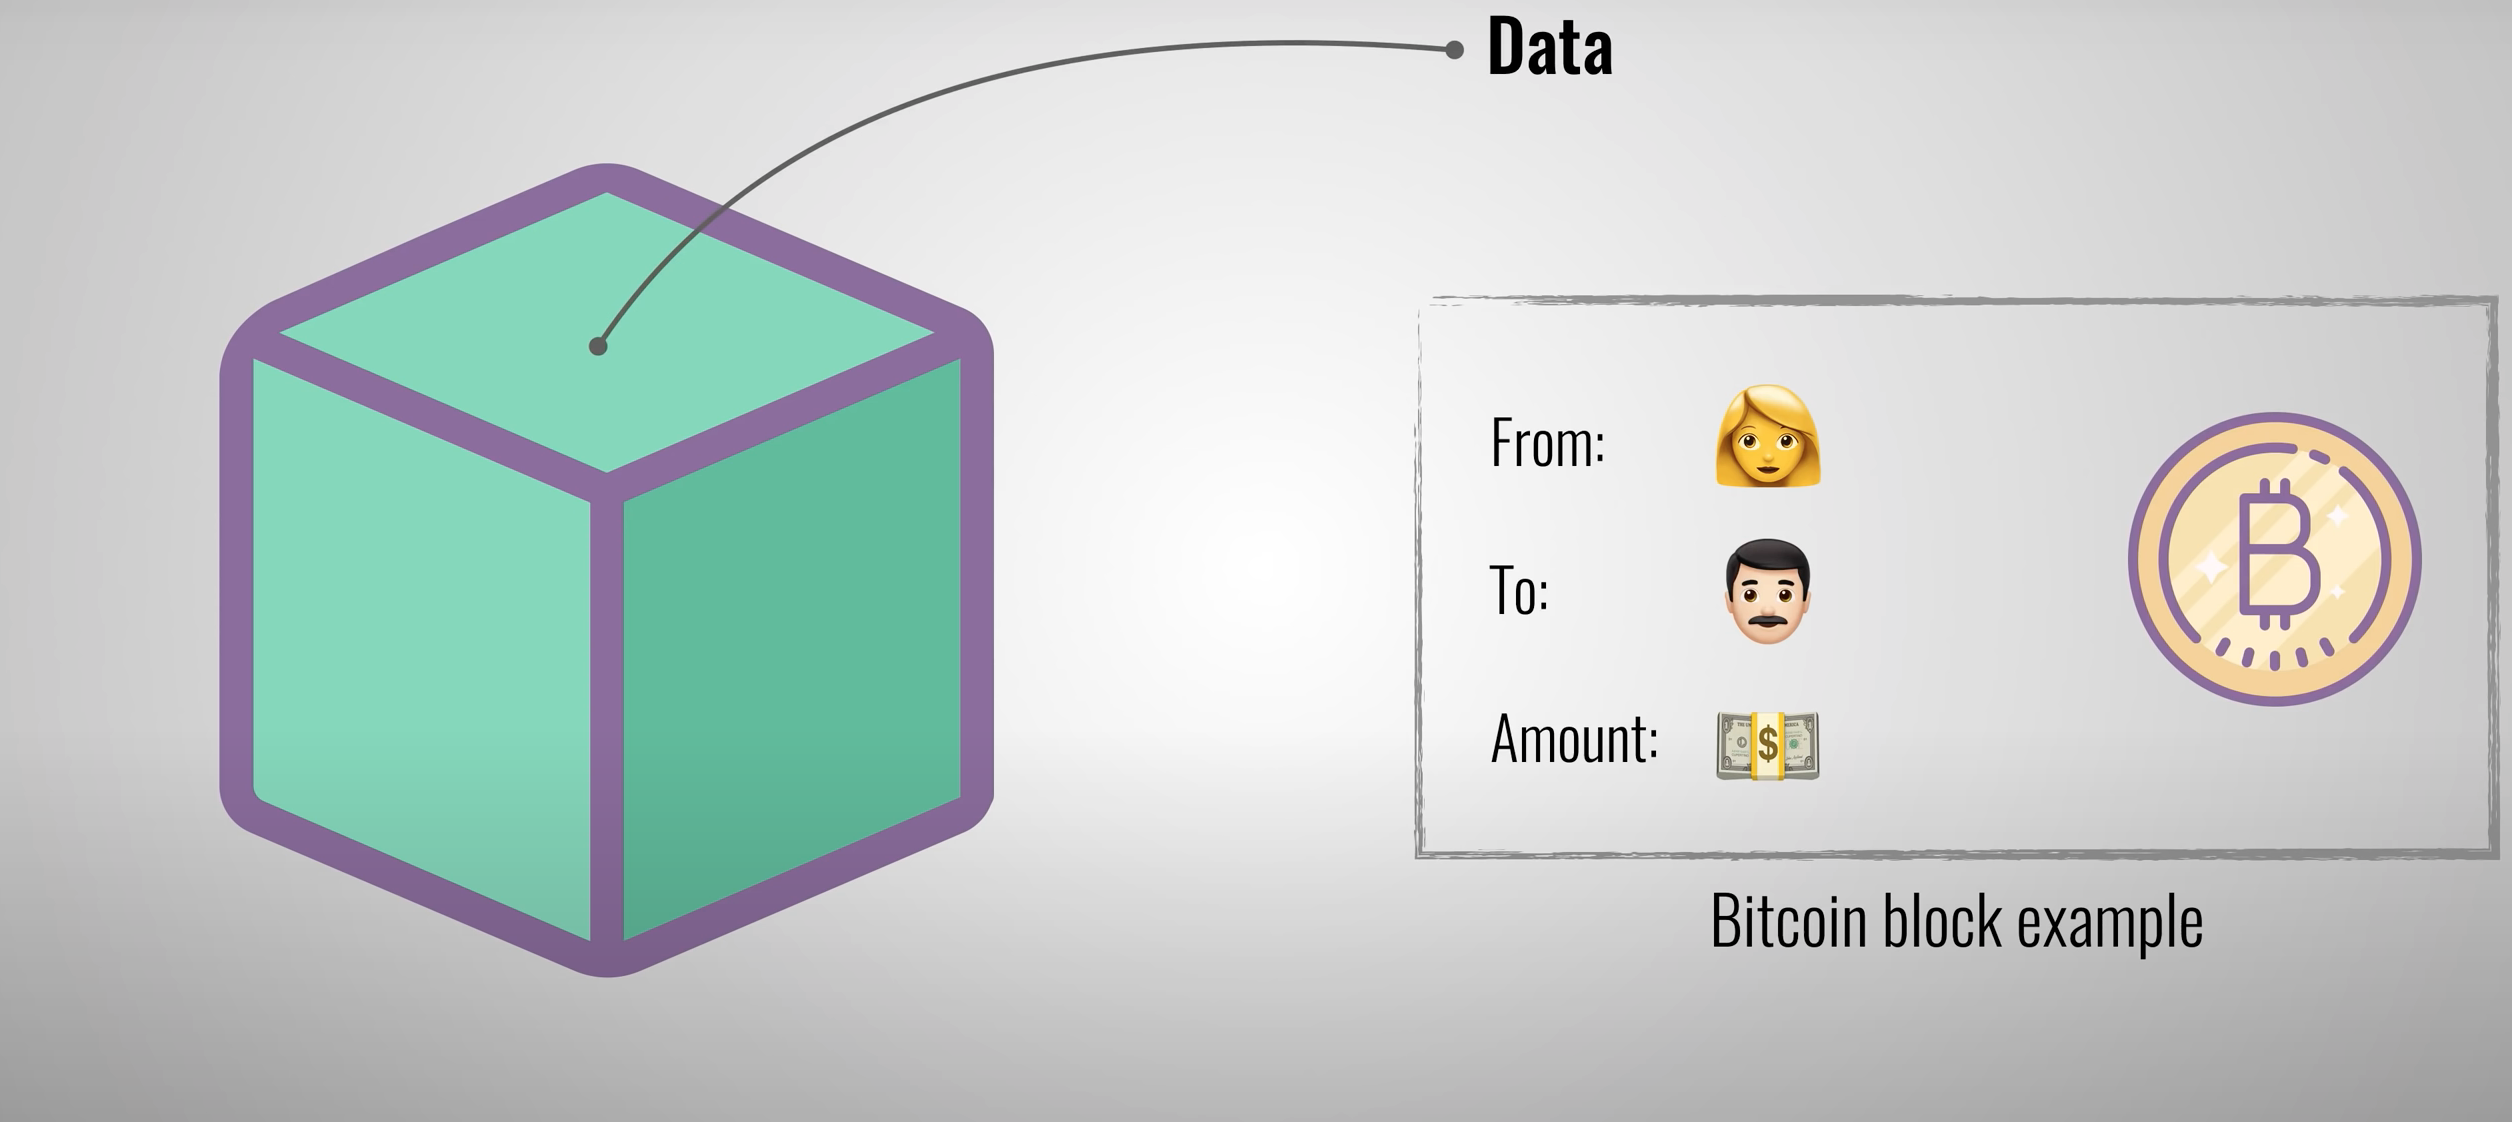 Data
From:
To:
Amount:
$
Bitcoin block example